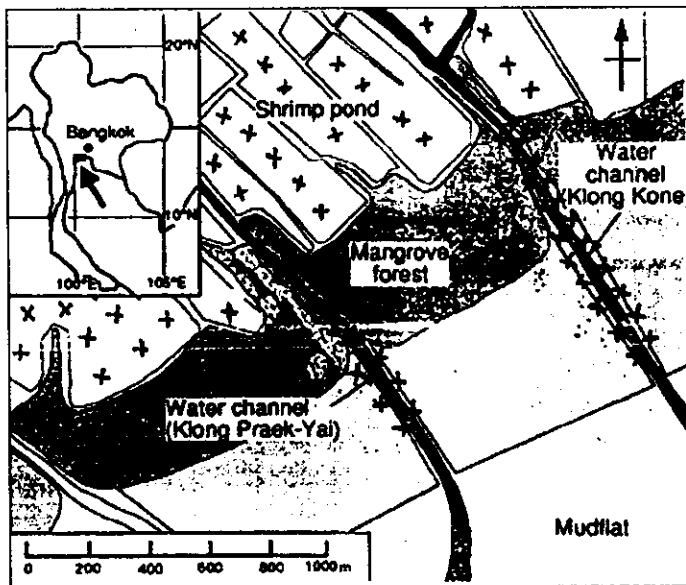 20°N
Bangkok
10°N
100°E
105°E
Shrimp pond
Water
channel
(Klong Kone)
Mangrove
forest
Water channel
(Klong Praek-Yai)
Mudflat
0 200 400 600 800 1000 m